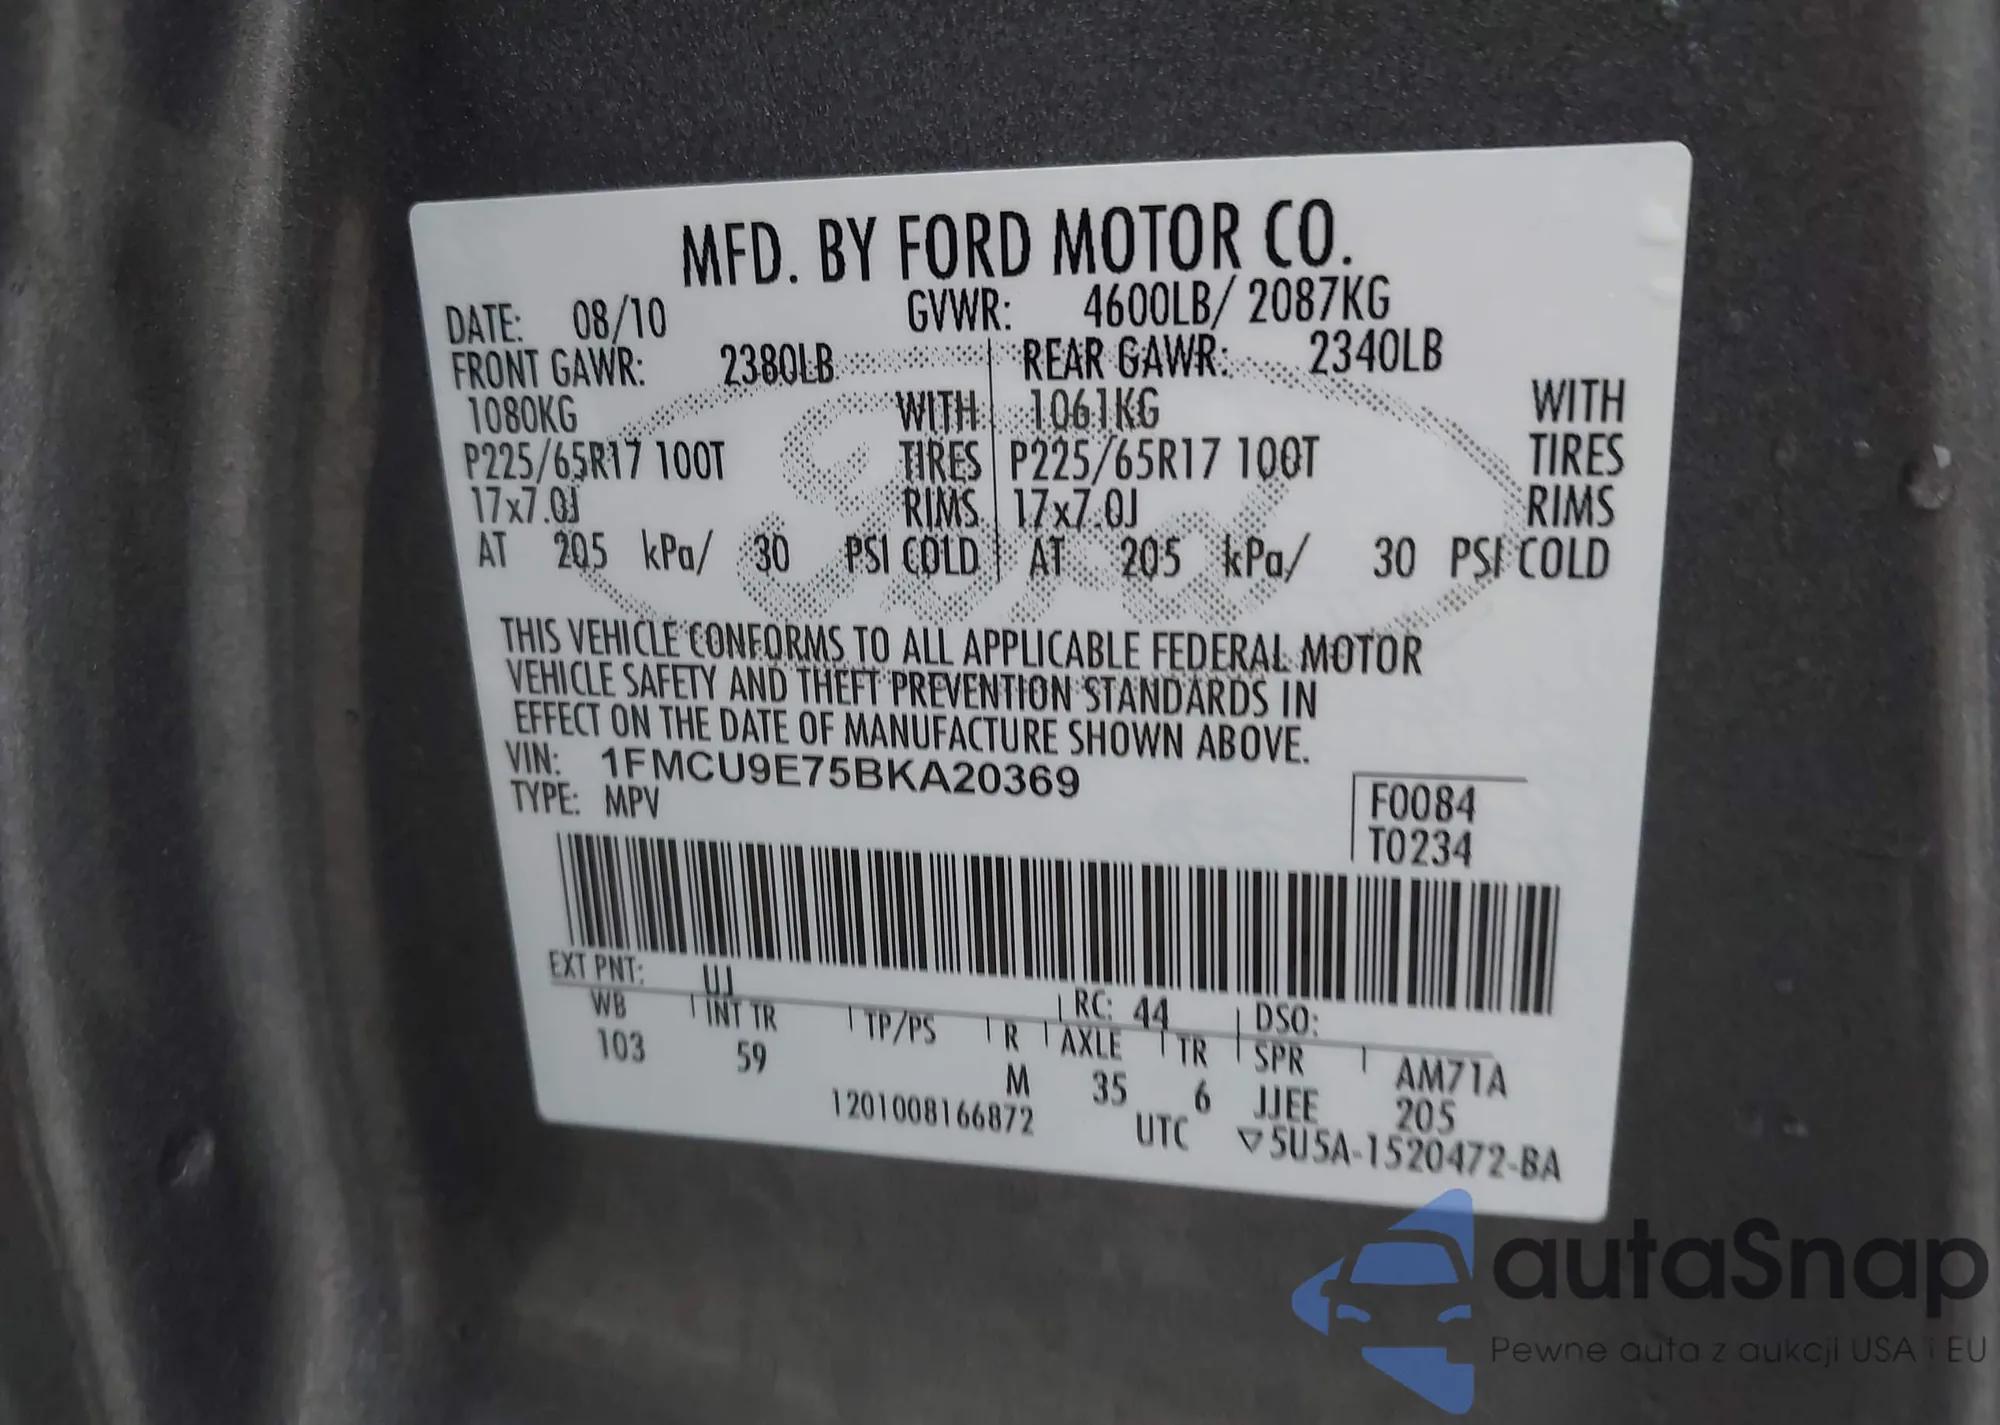 MFD. BY FORD MOTOR CO.
DATE: 08/10 GVWR: 4600LB/ 2087KG
FRONT GAWR: 2380LB REAR GAWR: 2340LB
1080KG WITH 1061KG WITH
P225/65R17 100T TIRES P225/65R17 100T TIRES
17x7.0J RIMS 17x7.0J RIMS
AT 205 kPa/ 30 PSI COLD AT 205 kPa/ 30 PSI COLD
Ford
THIS VEHICLE CONFORMS TO ALL APPLICABLE FEDERAL MOTOR
VEHICLE SAFETY AND THEFT PREVENTION STANDARDS IN
EFFECT ON THE DATE OF MANUFACTURE SHOWN ABOVE.
VIN: 1FMCU9E75BKA20369
TYPE: MPV F0084
T0234
EXT PNT: UJ RC: 44 DSO:
WB INT TR TP/PS R AXLE TR SPR AM71A
103 59 M 35 6 JJEE 205
1201008166872 UTC ▽5U5A-1520472-BA
autaSnap
Pewne auta z aukcji USA i EU